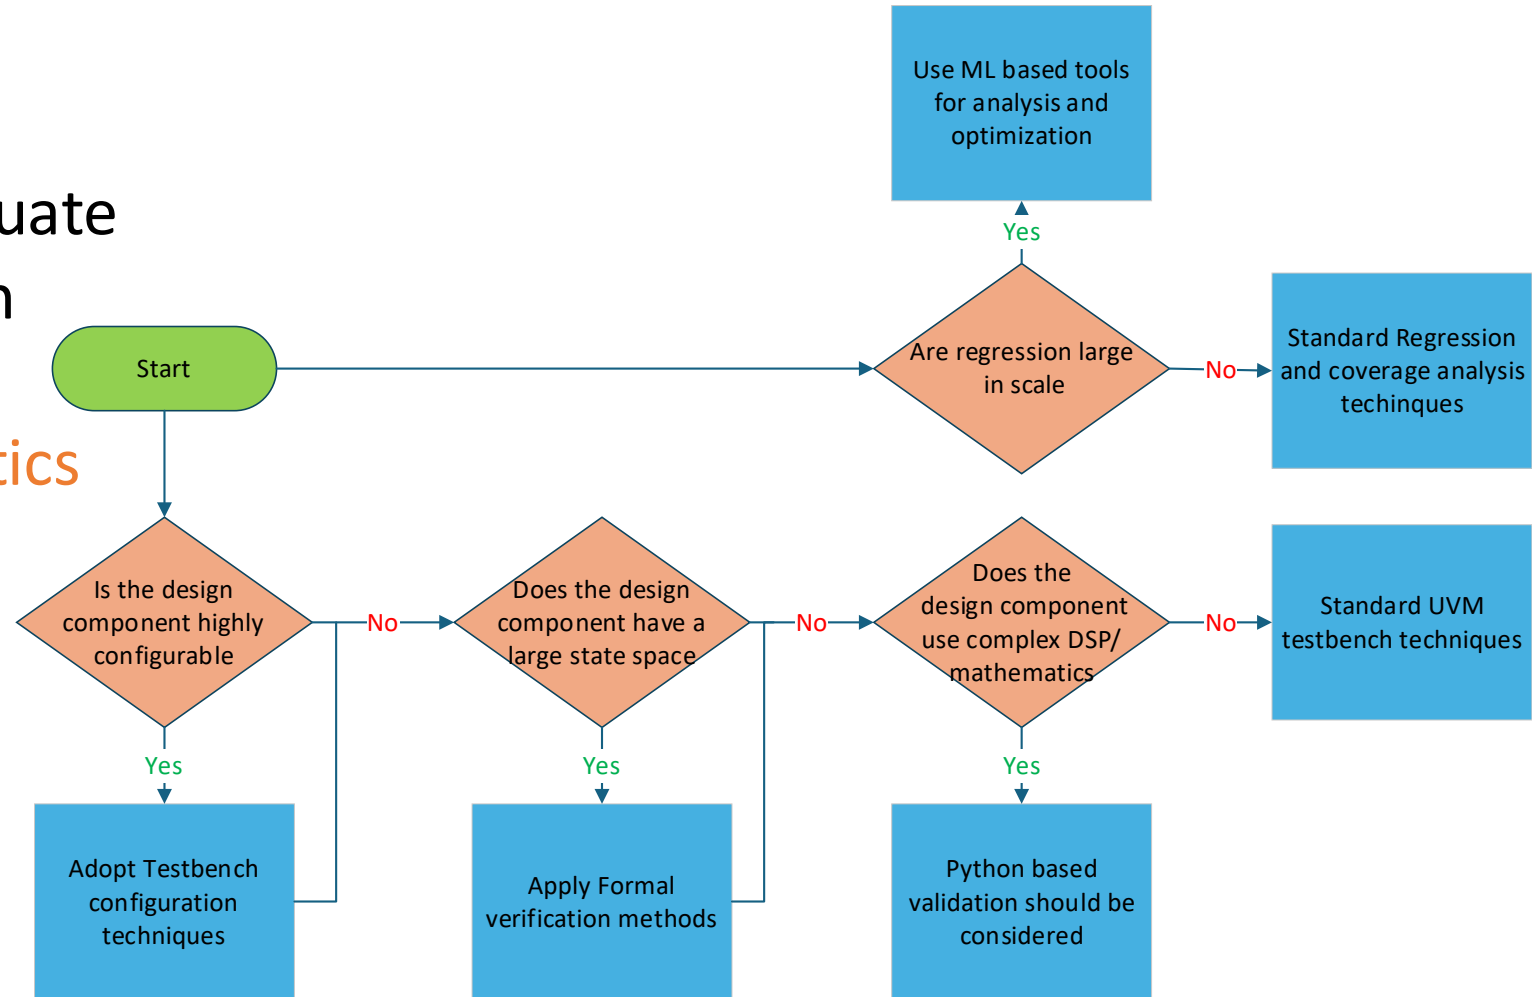 Use ML based tools
for analysis and
optimization
uate
n
tics
Yes
Start
Are regression large
in scale
No
Standard Regression
and coverage analysis
techinques
Is the design
component highly
configurable
No
Does the design
component have a
large state space
No
Does the
design component
use complex DSP/
mathematics
No
Standard UVM
testbench techniques
Yes
Yes
Yes
Adopt Testbench
configuration
techniques
Apply Formal
verification methods
Python based
validation should be
considered